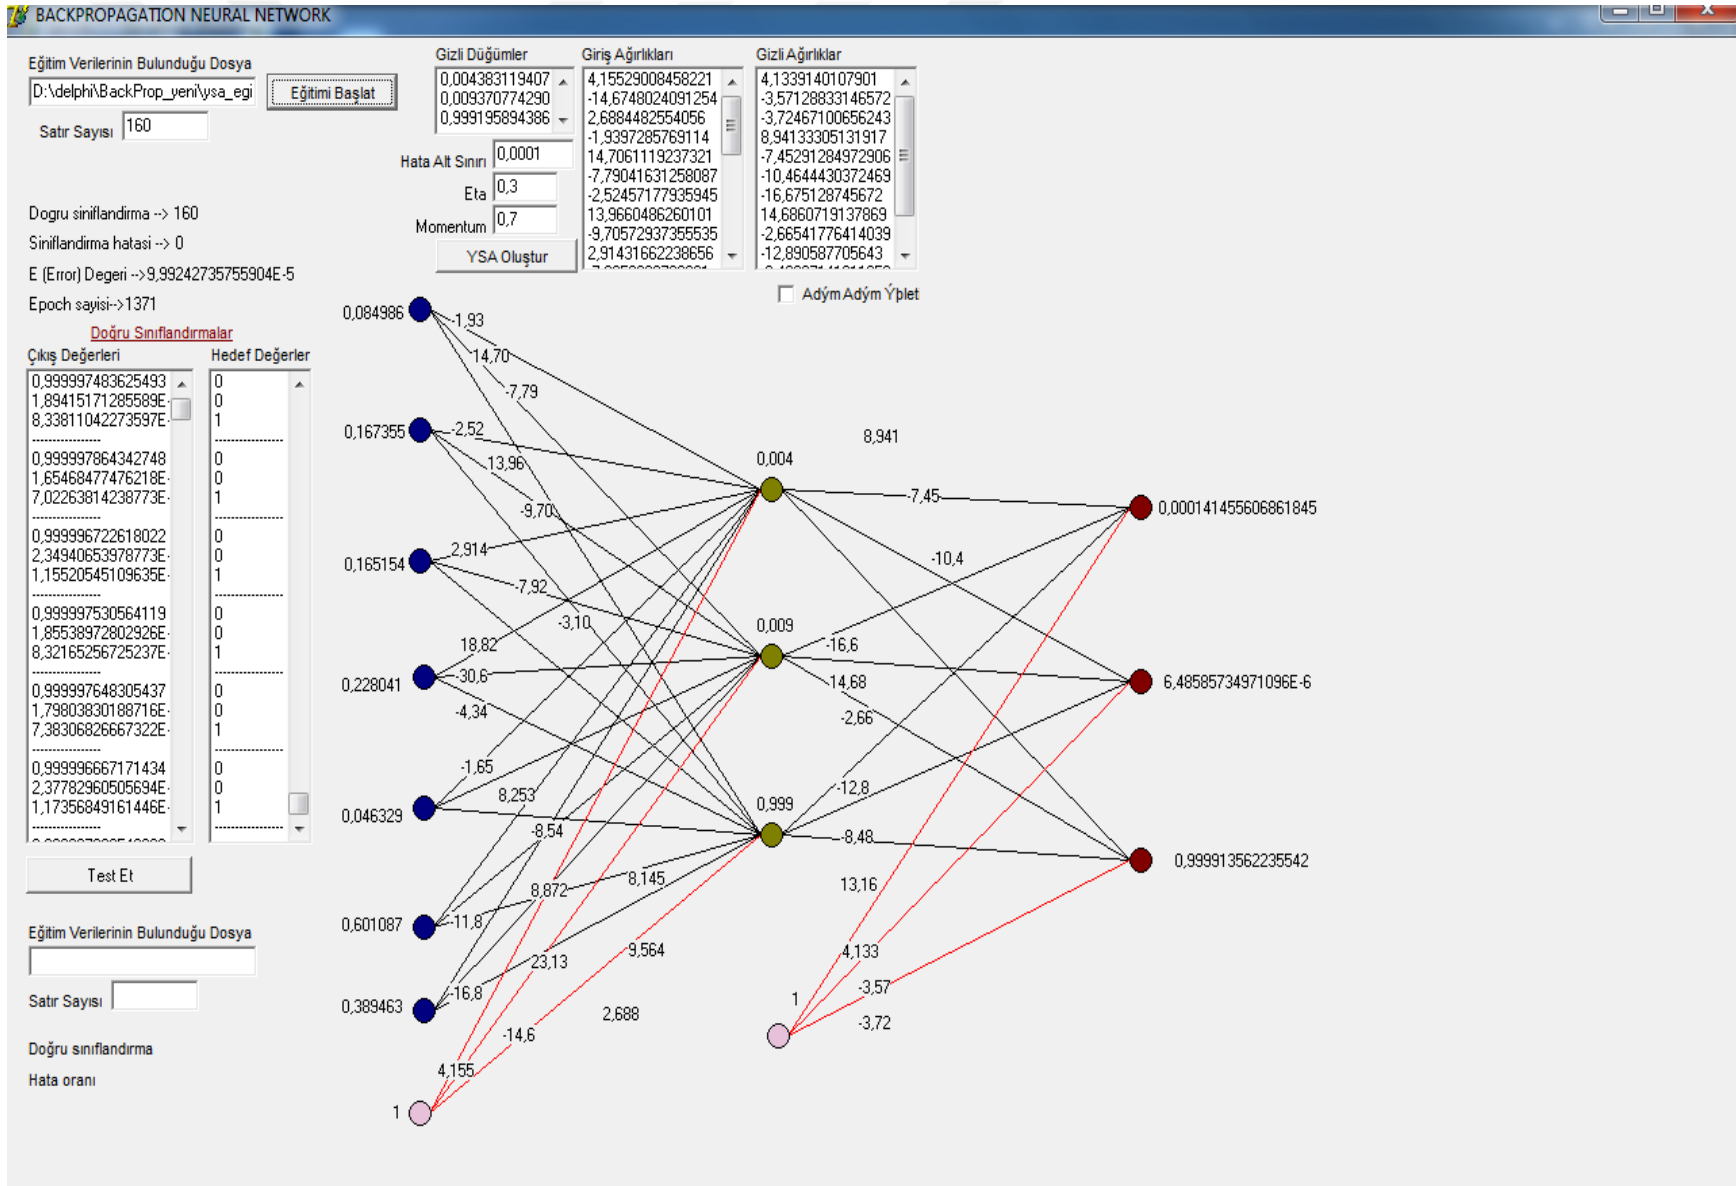 BACKPROPAGATION NEURAL NETWORK
Eğitim Verilerinin Bulunduğu Dosya
D:\delphi\BackProp_yeni\ysa_egi
Eğitimi Başlat
Satır Sayısı 160
Dogru siniflandirma --> 160
Siniflandirma hatasi --> 0
E (Error) Degeri -->9,99242735755904E-5
Epoch sayisi-->1371
Doğru Sınıflandırmalar
Çıkış Değerleri
0,999997483625493
1,89415171285589E-
8,33811042273597E-
----------------
0,999997864342748
1,65468477476218E-
7,02263814238773E-
----------------
0,999996722618022
2,34940653978773E-
1,15520545109635E-
----------------
0,999997530564119
1,85538972802926E-
8,32165256725237E-
----------------
0,999997648305437
1,79803830188716E-
7,38306826667322E-
----------------
0,999996667171434
2,37782960505694E-
1,17356849161446E-
----------------
Hedef Değerler
0
0
1
----------------
0
0
1
----------------
0
0
1
----------------
0
0
1
----------------
0
0
1
----------------
0
0
1
----------------
Test Et
Eğitim Verilerinin Bulunduğu Dosya
Satır Sayısı
Doğru sınıflandırma
Hata oranı
Gizli Düğümler
0,004383119407
0,009370774290
0,999195894386
Hata Alt Sınırı 0,0001
Eta 0,3
Momentum 0,7
YSA Oluştur
Giriş Ağırlıkları
4,15529008458221
-14,6748024091254
2,6884482554056
-1,9397285769114
14,7061119237321
-7,79041631258087
-2,52457177935945
13,9660486260101
-9,70572937355535
2,91431662238656
Gizli Ağırlıklar
4,1339140107901
-3,57128833146572
-3,72467100656243
8,94133305131917
-7,45291284972906
-10,4644430372469
-16,675128745672
14,6860719137869
-2,66541776414039
-12,890587705643
Adým Adým Ýþlet
0,084986
-1,93
14,70
-7,79
0,167355
-2,52
13,96
-9,70
0,165154
2,914
-7,92
-3,10
0,228041
18,82
-30,6
-4,34
0,046329
-1,65
8,253
-8,54
0,601087
-11,8
8,872
8,145
0,389463
-16,8
23,13
9,564
1
4,155
-14,6
2,688
0,004
0,009
0,999
8,941
-7,45
-10,4
-16,6
14,68
-2,66
-12,8
-8,48
13,16
1
4,133
-3,57
-3,72
0,000141455606861845
6,48585734971096E-6
0,999913562235542